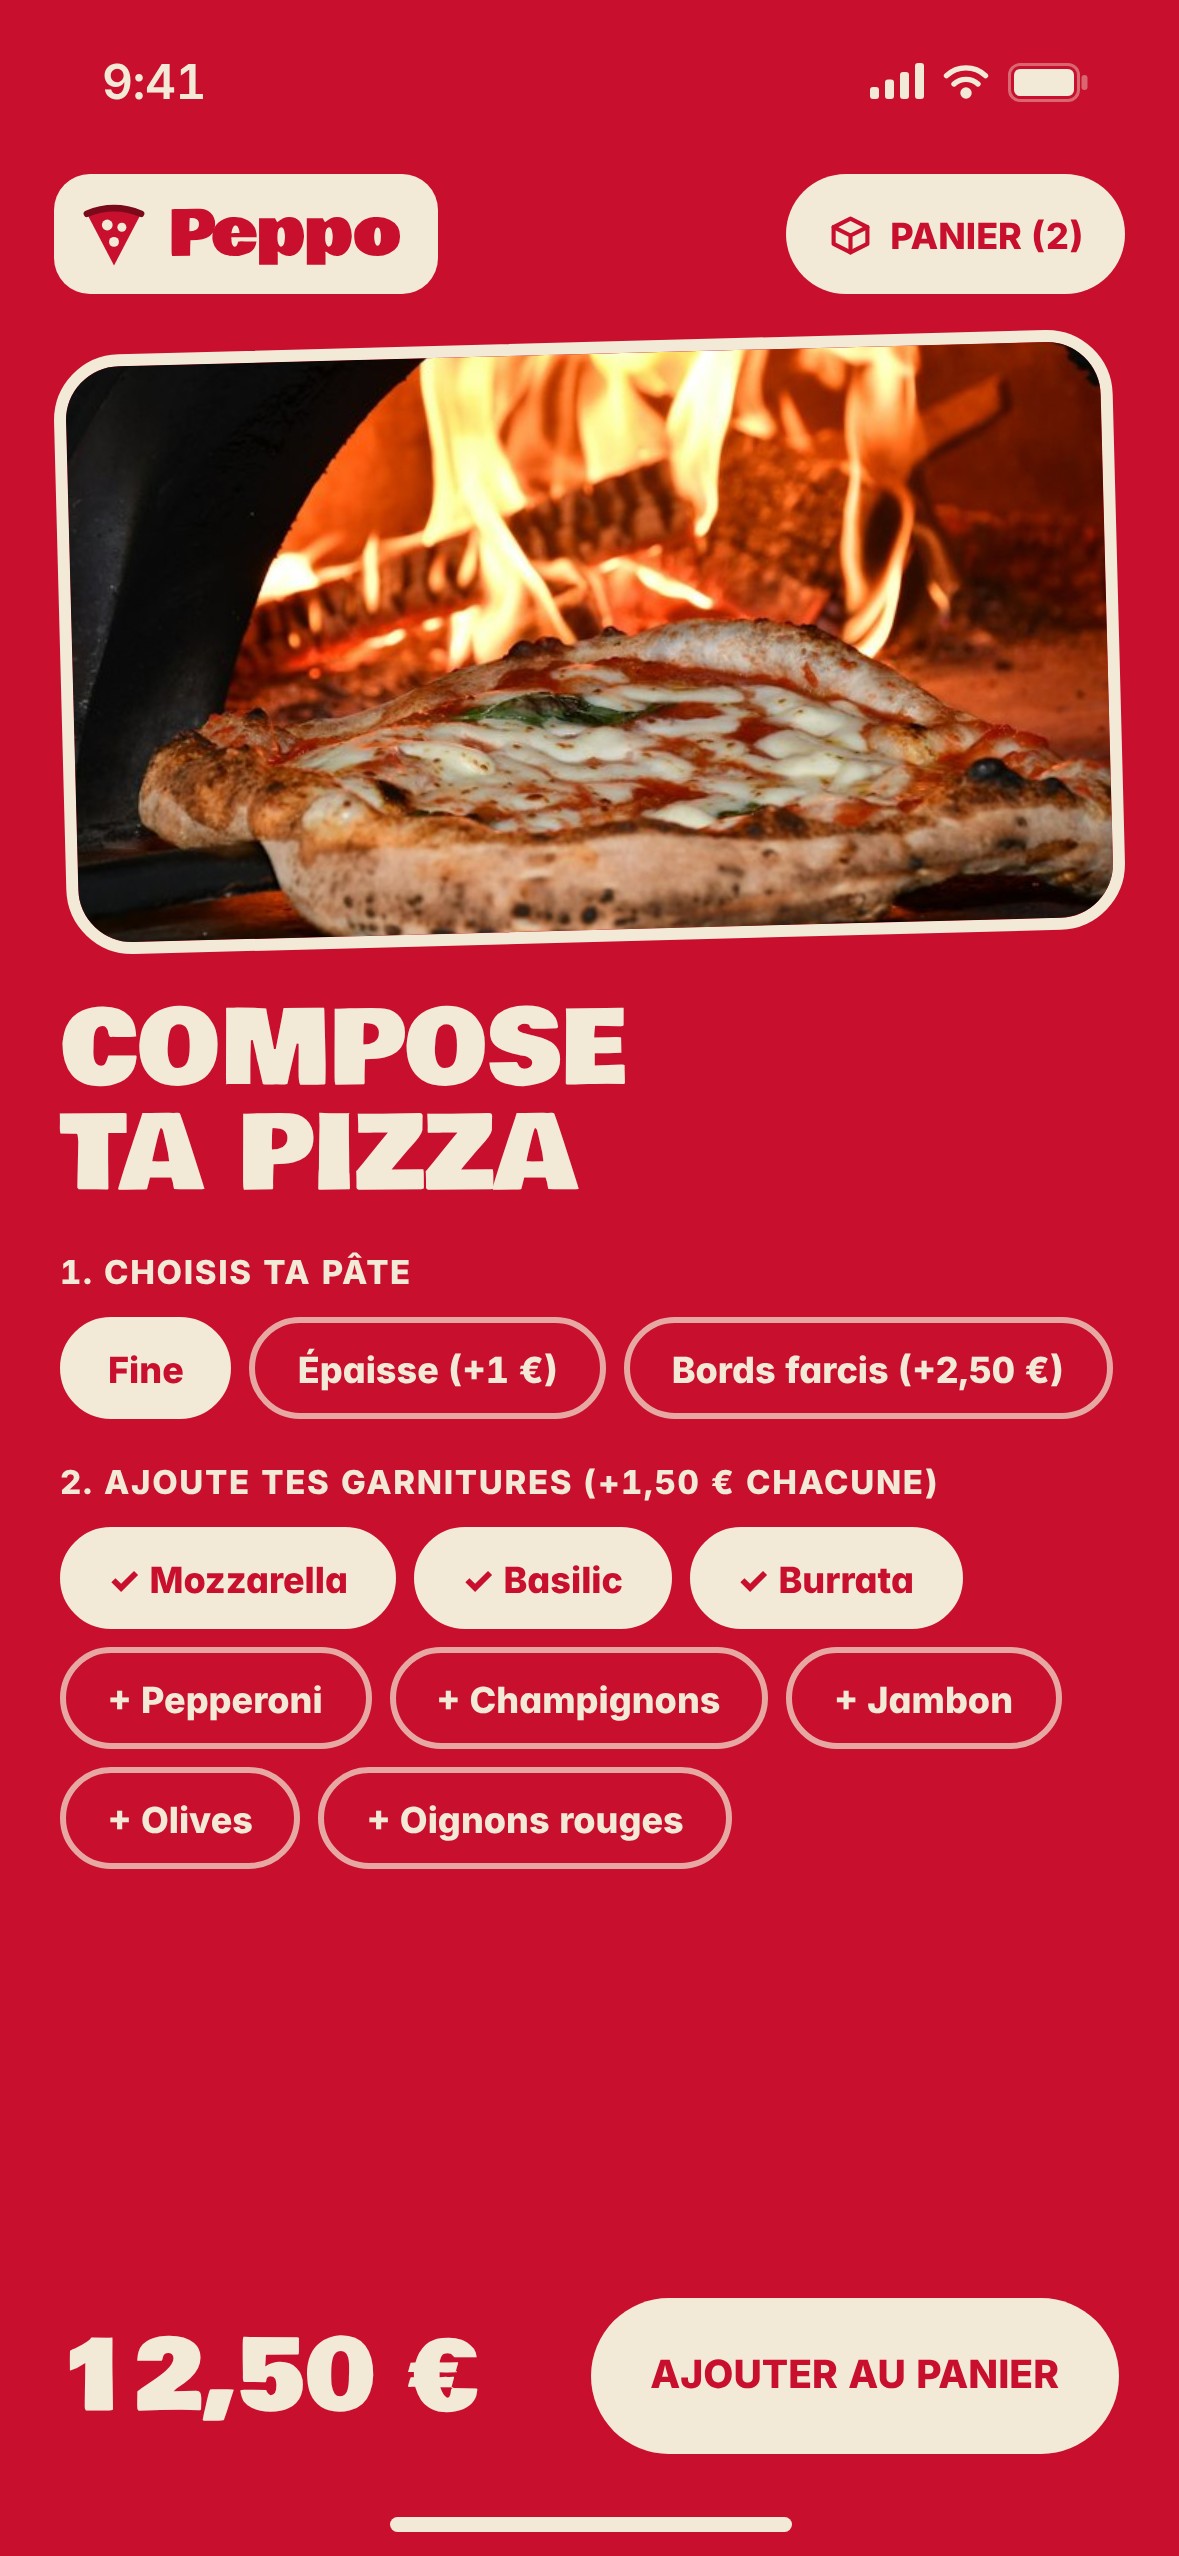 9:41
Peppo
PANIER (2)
COMPOSE
TA PIZZA
1. CHOISIS TA PÂTE
Fine
Épaisse (+1 €)
Bords farcis (+2,50 €)
2. AJOUTE TES GARNITURES (+1,50 € CHACUNE)
✓ Mozzarella
✓ Basilic
✓ Burrata
+ Pepperoni
+ Champignons
+ Jambon
+ Olives
+ Oignons rouges
12,50 €
AJOUTER AU PANIER